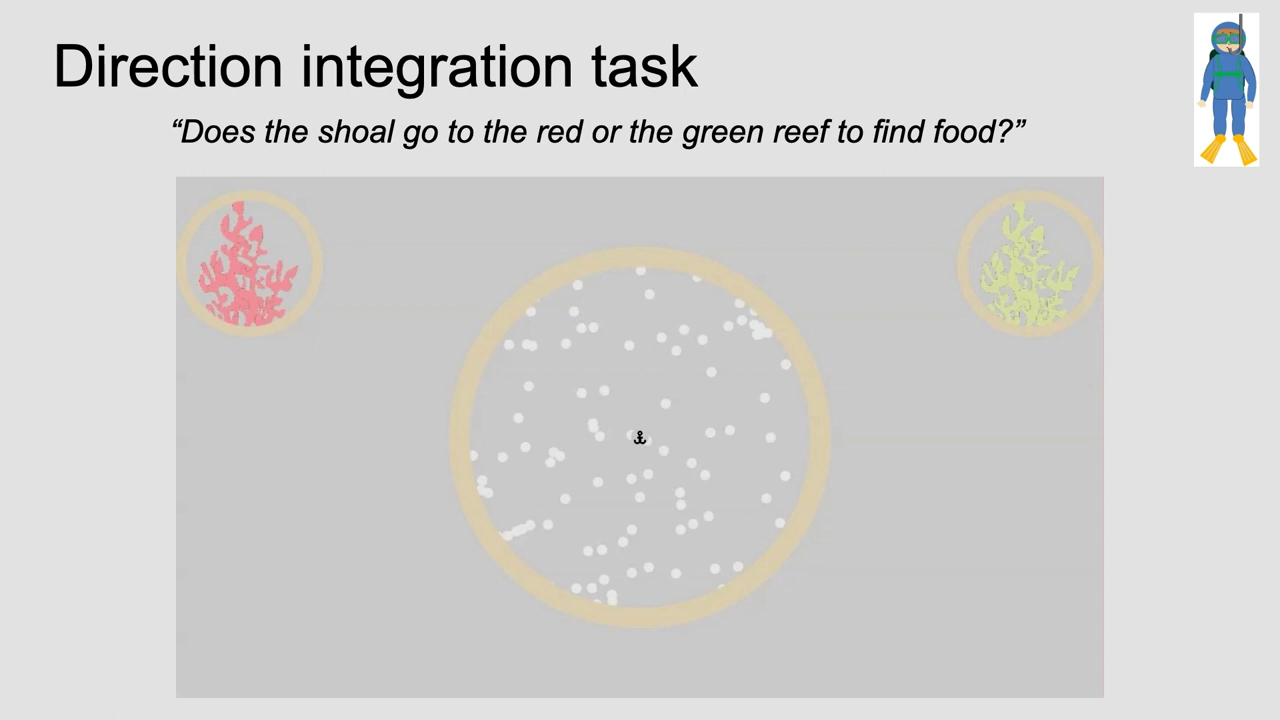 Direction integration task
“Does the shoal go to the red or the green reef to find food?”